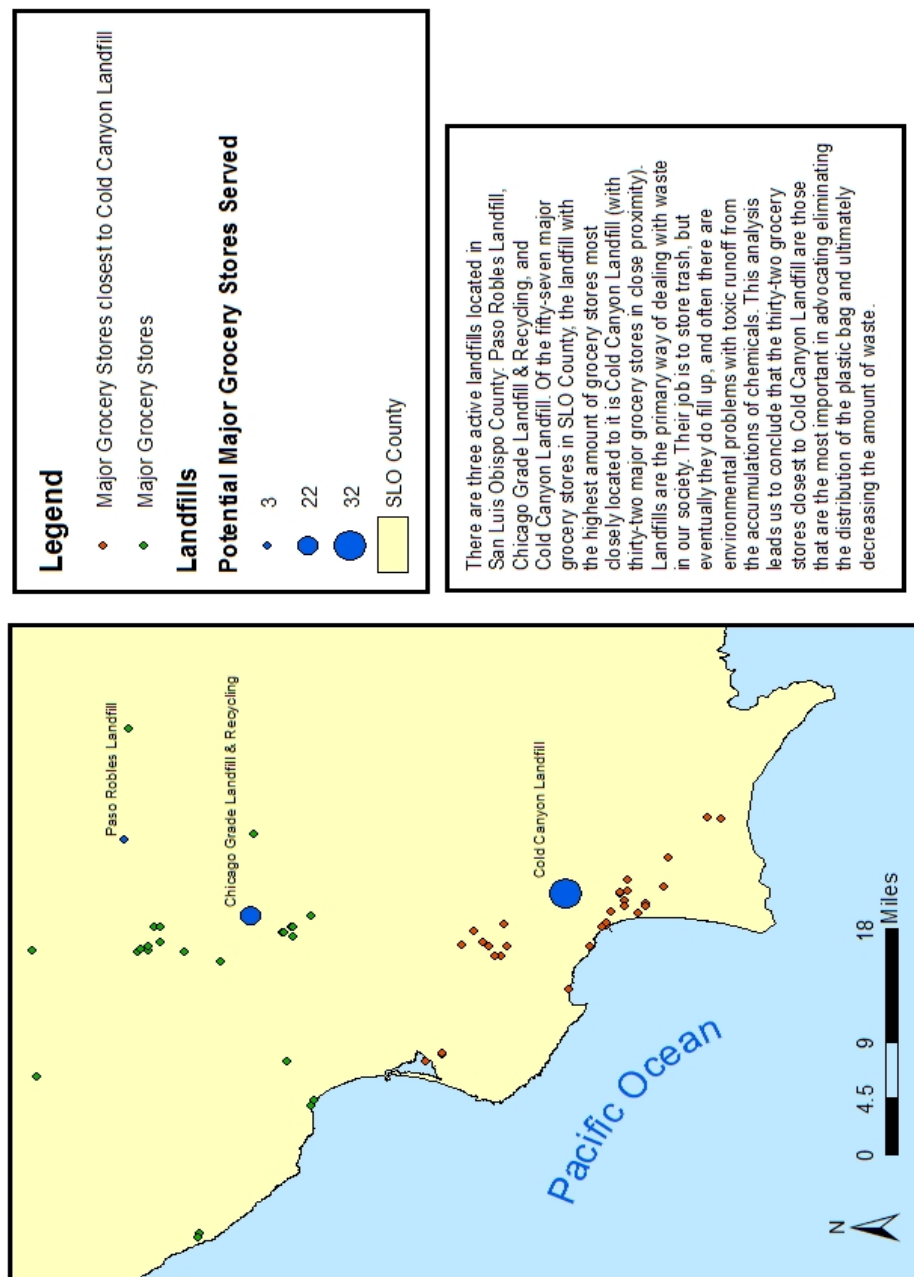 Paso Robles Landfill
Chicago Grade Landfill & Recycling
Cold Canyon Landfill
Pacific Ocean
N
0 4.5 9 18
Miles
Legend
Major Grocery Stores closest to Cold Canyon Landfill
Major Grocery Stores
Landfills
Potential Major Grocery Stores Served
3
22
32
SLO County
There are three active landfills located in
San Luis Obispo County: Paso Robles Landfill,
Chicago Grade Landfill & Recycling, and
Cold Canyon Landfill. Of the fifty-seven major
grocery stores in SLO County, the landfill with
the highest amount of grocery stores most
closely located to it is Cold Canyon Landfill (with
thirty-two major grocery stores in close proximity).
Landfills are the primary way of dealing with waste
in our society. Their job is to store trash, but
eventually they do fill up, and often there are
environmental problems with toxic runoff from
the accumulations of chemicals. This analysis
leads us to conclude that the thirty-two grocery
stores closest to Cold Canyon Landfill are those
that are the most important in advocating eliminating
the distribution of the plastic bag and ultimately
decreasing the amount of waste.